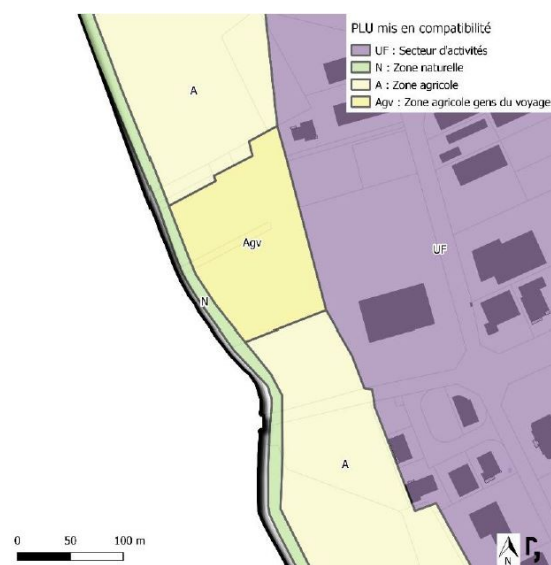 PLU mis en compatibilité
UF : Secteur d'activités
N : Zone naturelle
A : Zone agricole
Agv : Zone agricole gens du voyage
A
Agv
UF
N
A
0 50 100 m
N